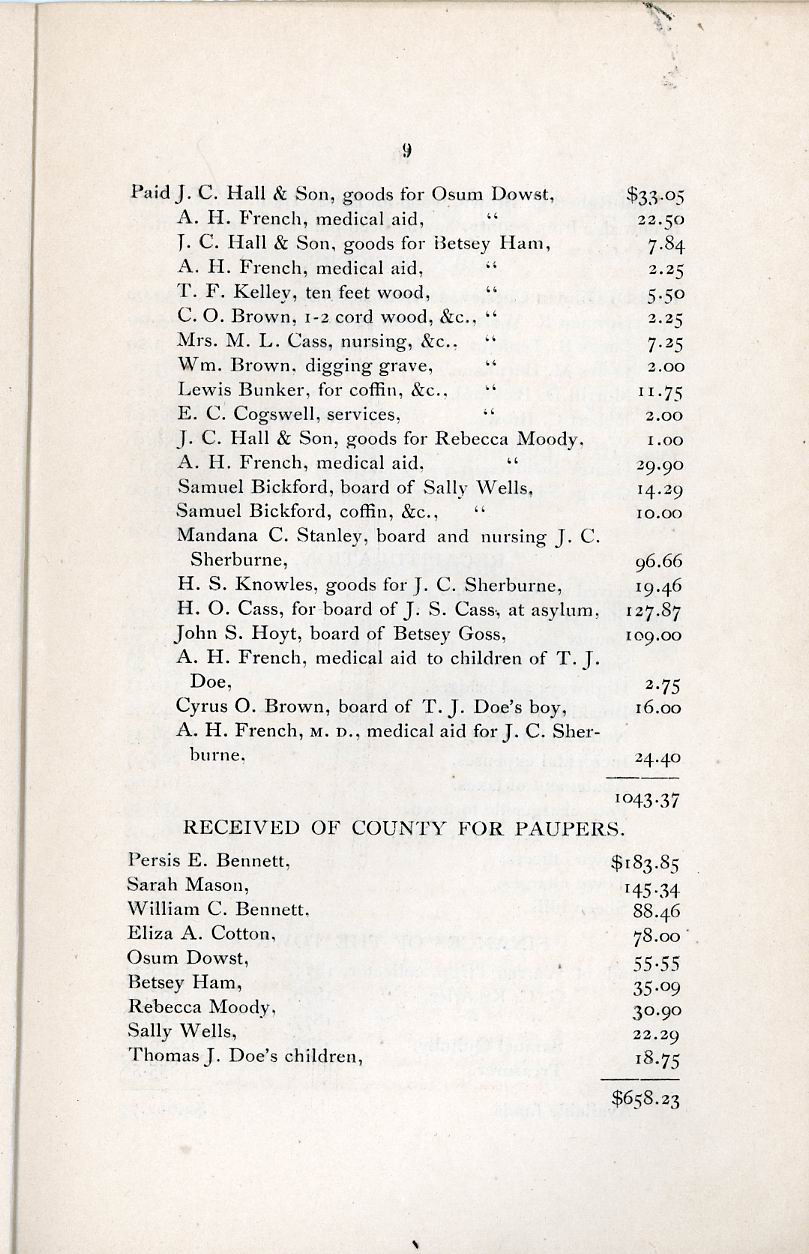 9
Paid J. C. Hall & Son, goods for Osum Dowst, $33.05
A. H. French, medical aid, “ 22.50
J. C. Hall & Son, goods for Betsey Ham, 7.84
A. H. French, medical aid, “ 2.25
T. F. Kelley, ten feet wood, “ 5.50
C. O. Brown, 1-2 cord wood, &c., “ 2.25
Mrs. M. L. Cass, nursing, &c., “ 7.25
Wm. Brown, digging grave, “ 2.00
Lewis Bunker, for coffin, &c., “ 11.75
E. C. Cogswell, services, “ 2.00
J. C. Hall & Son, goods for Rebecca Moody, 1.00
A. H. French, medical aid, “ 29.90
Samuel Bickford, board of Sally Wells, 14.29
Samuel Bickford, coffin, &c., “ 10.00
Mandana C. Stanley, board and nursing J. C.
Sherburne, 96.66
H. S. Knowles, goods for J. C. Sherburne, 19.46
H. O. Cass, for board of J. S. Cass, at asylum, 127.87
John S. Hoyt, board of Betsey Goss, 109.00
A. H. French, medical aid to children of T. J.
Doe, 2.75
Cyrus O. Brown, board of T. J. Doe's boy, 16.00
A. H. French, M. D., medical aid for J. C. Sher-
burne, 24.40
1043.37
RECEIVED OF COUNTY FOR PAUPERS.
Persis E. Bennett, $183.85
Sarah Mason, 145.34
William C. Bennett, 88.46
Eliza A. Cotton, 78.00
Osum Dowst, 55.55
Betsey Ham, 35.09
Rebecca Moody, 30.90
Sally Wells, 22.29
Thomas J. Doe's children, 18.75
$658.23